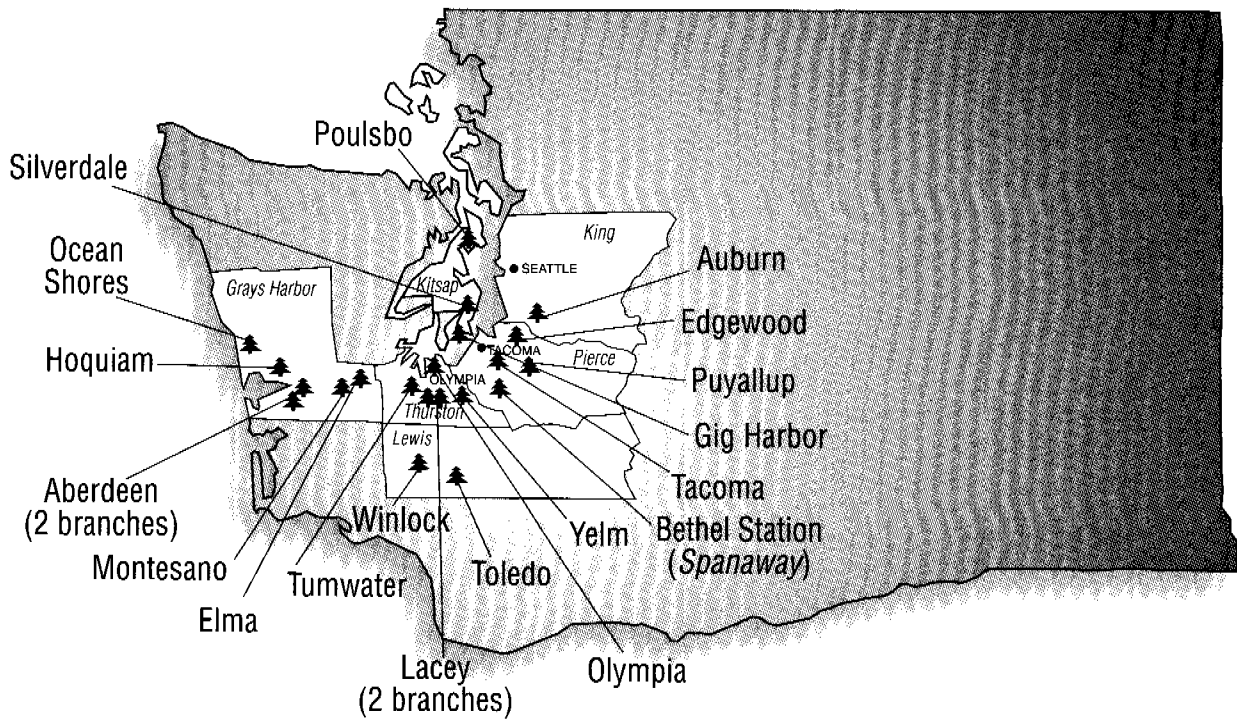 Poulsbo
Silverdale
King
Ocean
Shores
Auburn
SEATTLE
Grays Harbor
Kitsap
Edgewood
Hoquiam
TACOMA
Pierce
Puyallup
OLYMPIA
Thurston
Gig Harbor
Lewis
Tacoma
Aberdeen
(2 branches)
Winlock
Yelm
Bethel Station
(Spanaway)
Montesano
Tumwater
Toledo
Elma
Lacey
(2 branches)
Olympia